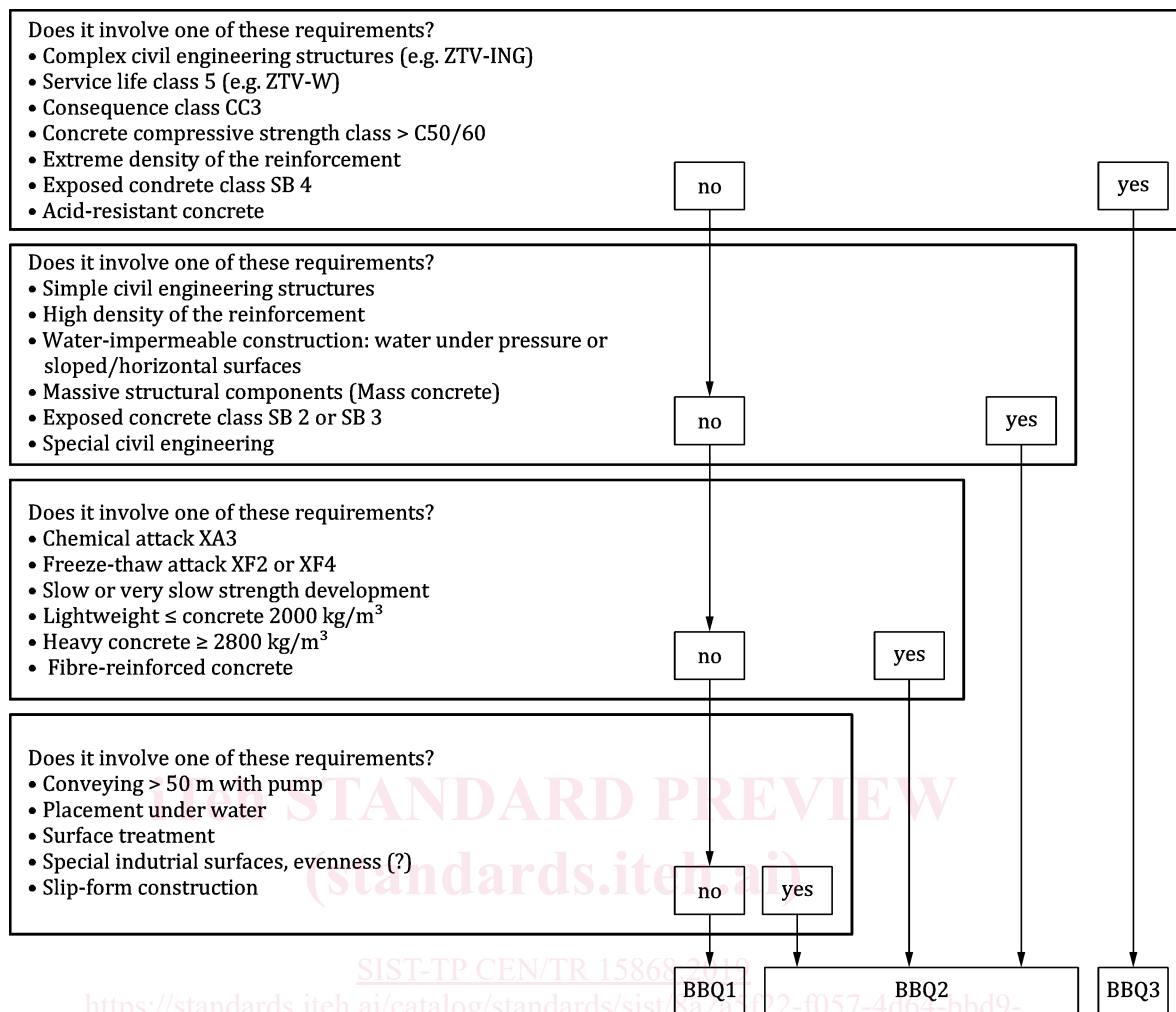 Does it involve one of these requirements?
• Complex civil engineering structures (e.g. ZTV-ING)
• Service life class 5 (e.g. ZTV-W)
• Consequence class CC3
• Concrete compressive strength class > C50/60
• Extreme density of the reinforcement
• Exposed condrete class SB 4
• Acid-resistant concrete
no
yes
Does it involve one of these requirements?
• Simple civil engineering structures
• High density of the reinforcement
• Water-impermeable construction: water under pressure or
sloped/horizontal surfaces
• Massive structural components (Mass concrete)
• Exposed concrete class SB 2 or SB 3
• Special civil engineering
no
yes
Does it involve one of these requirements?
• Chemical attack XA3
• Freeze-thaw attack XF2 or XF4
• Slow or very slow strength development
• Lightweight ≤ concrete 2000 kg/m³
• Heavy concrete ≥ 2800 kg/m³
• Fibre-reinforced concrete
no
yes
Does it involve one of these requirements?
• Conveying > 50 m with pump
• Placement under water
• Surface treatment
• Special indutrial surfaces, evenness (?)
• Slip-form construction
no
yes
iTeh STANDARD PREVIEW
(standards.iteh.ai)
SIST-TP CEN/TR 15868:2019
BBQ1
BBQ2
BBQ3